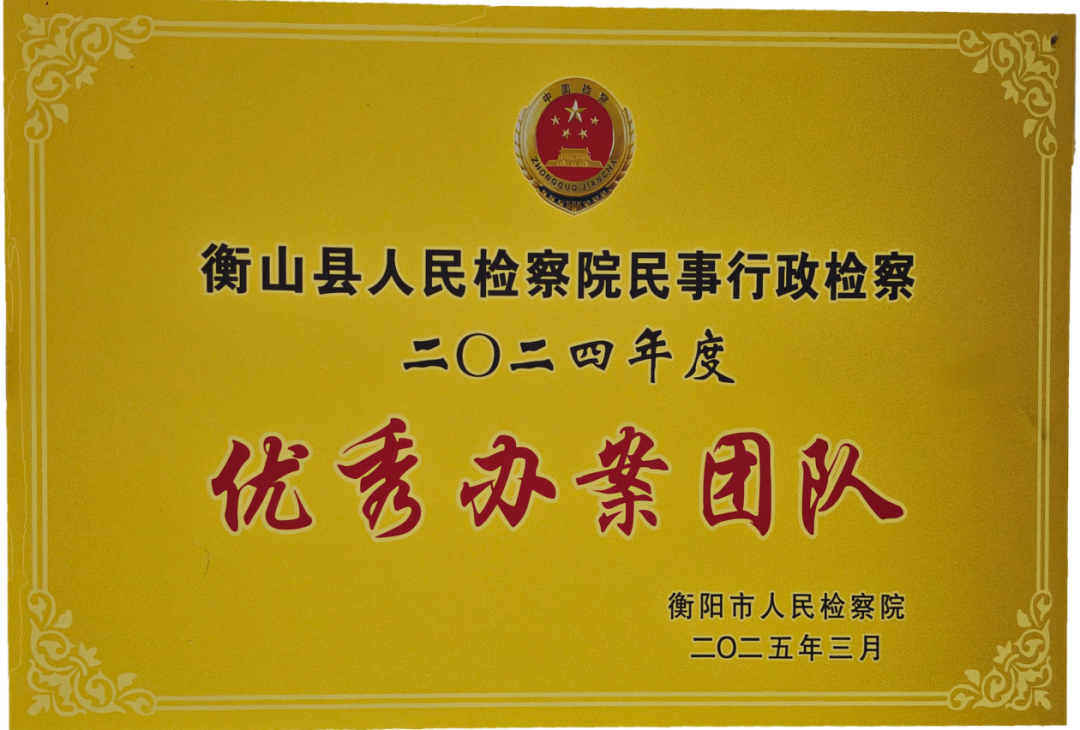 中国检察
ZHONGGUO JIANCHA
衡山县人民检察院民事行政检察
二〇二四年度
优秀办案团队
衡阳市人民检察院
二〇二五年三月